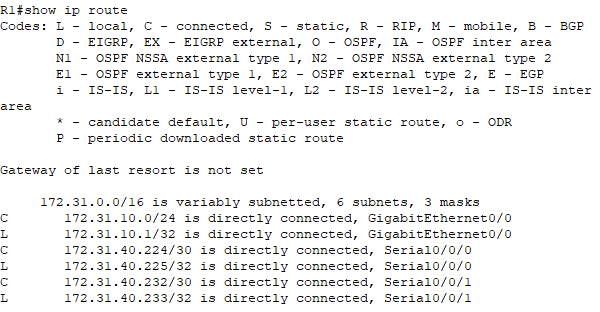 R1#show ip route
Codes: L - local, C - connected, S - static, R - RIP, M - mobile, B - BGP
       D - EIGRP, EX - EIGRP external, O - OSPF, IA - OSPF inter area
       N1 - OSPF NSSA external type 1, N2 - OSPF NSSA external type 2
       E1 - OSPF external type 1, E2 - OSPF external type 2, E - EGP
       i - IS-IS, L1 - IS-IS level-1, L2 - IS-IS level-2, ia - IS-IS inter
area
       * - candidate default, U - per-user static route, o - ODR
       P - periodic downloaded static route

Gateway of last resort is not set

     172.31.0.0/16 is variably subnetted, 6 subnets, 3 masks
C       172.31.10.0/24 is directly connected, GigabitEthernet0/0
L       172.31.10.1/32 is directly connected, GigabitEthernet0/0
C       172.31.40.224/30 is directly connected, Serial0/0/0
L       172.31.40.225/32 is directly connected, Serial0/0/0
C       172.31.40.232/30 is directly connected, Serial0/0/1
L       172.31.40.233/32 is directly connected, Serial0/0/1